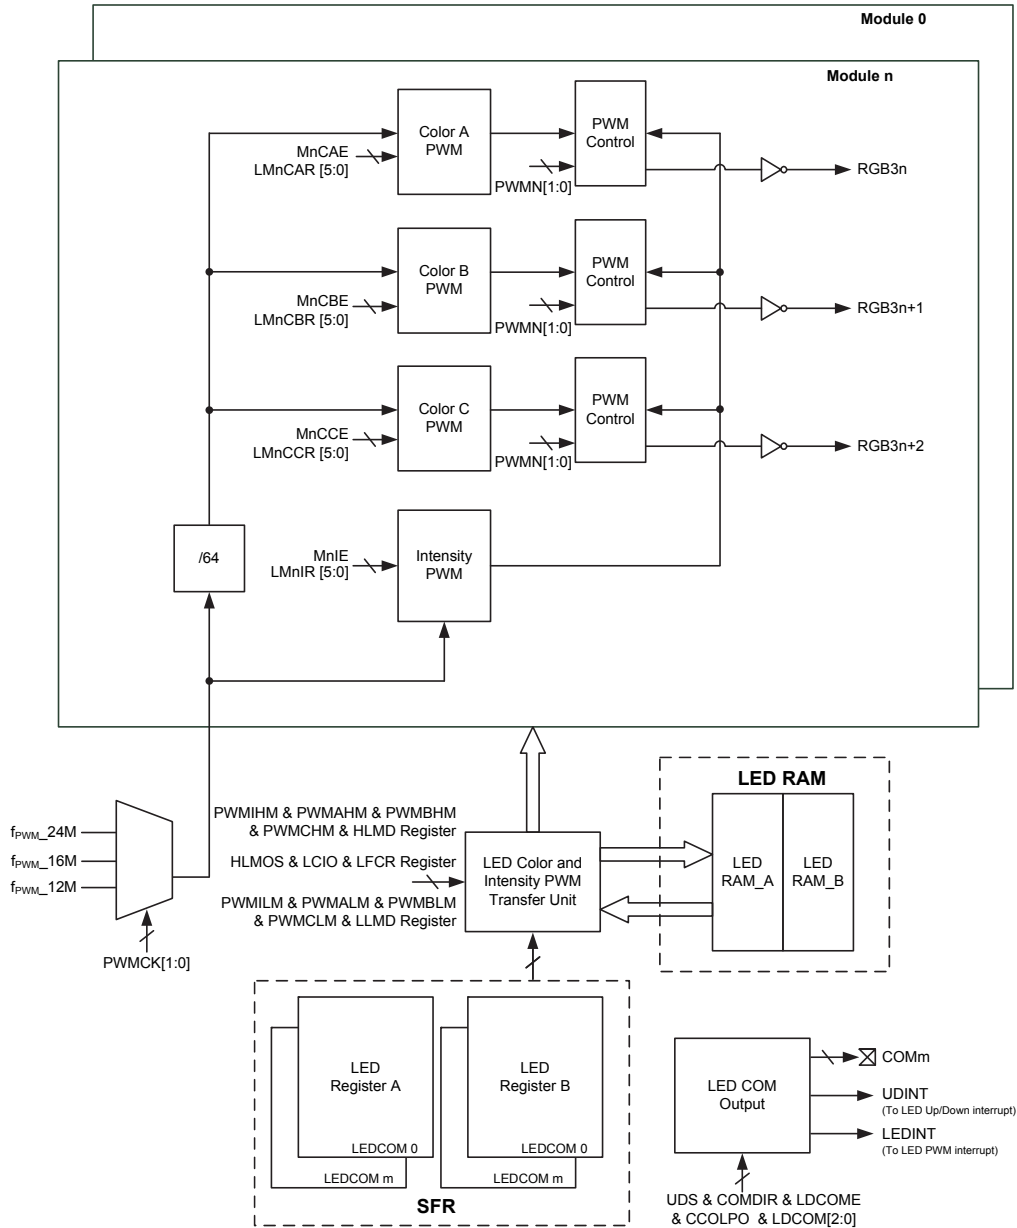 Module 0
Module n
Color A
PWM
PWM
Control
MnCAE
LMnCAR [5:0]
PWMN[1:0]
RGB3n
Color B
PWM
PWM
Control
MnCBE
LMnCBR [5:0]
PWMN[1:0]
RGB3n+1
Color C
PWM
PWM
Control
MnCCE
LMnCCR [5:0]
PWMN[1:0]
RGB3n+2
/64
MnIE
LMnIR [5:0]
Intensity
PWM
fPWM_24M
fPWM_16M
fPWM_12M
PWMCK[1:0]
PWMIHM & PWMAHM & PWMBHM
& PWMCHM & HLMD Register
HLMOS & LCIO & LFCR Register
PWMILM & PWMALM & PWMBLM
& PWMCLM & LLMD Register
LED Color and
Intensity PWM
Transfer Unit
LED RAM
LED
RAM_A
LED
RAM_B
LED
Register A
LEDCOM 0
LEDCOM m
LED
Register B
LEDCOM 0
LEDCOM m
SFR
LED COM
Output
COMm
UDINT
(To LED Up/Down interrupt)
LEDINT
(To LED PWM interrupt)
UDS & COMDIR & LDCOME
& CCOLPO & LDCOM[2:0]